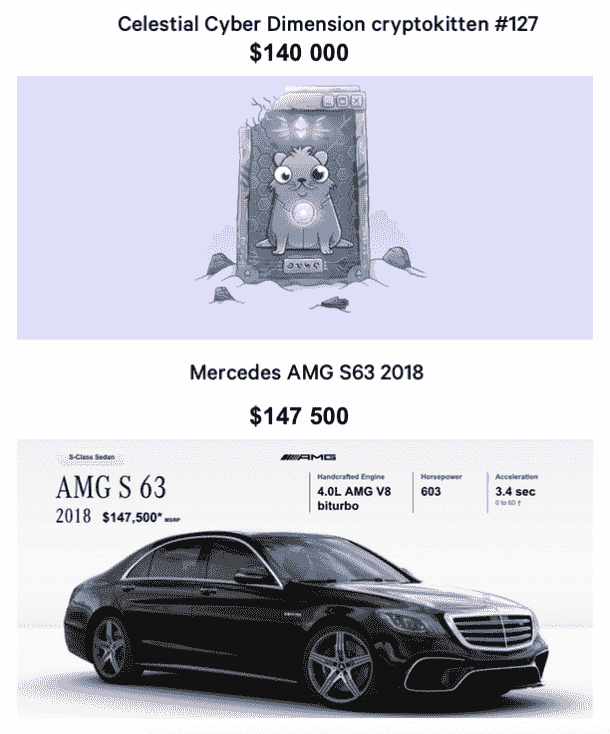 Celestial Cyber Dimension cryptokitten #127
$140 000
Mercedes AMG S63 2018
$147 500
S-Class Sedan
AMG
AMG S 63
2018 $147,500* MSRP
Handcrafted Engine
4.0L AMG V8
biturbo
Horsepower
603
Acceleration
3.4 sec
0 to 60 †